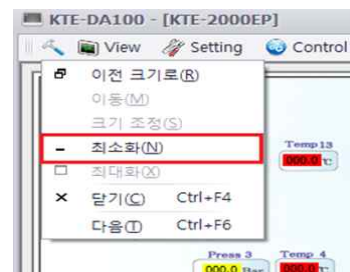 KTE-DA100 - [KTE-2000EP]
View Setting Control
이전 크기로(R)
이동(M)
크기 조정(S)
최소화(N)
최대화(X)
닫기(C) Ctrl+F4
다음(T) Ctrl+F6
Temp 13
000.0 ℃
Press 3 Temp 4
000.0 Bar 000.0 ℃